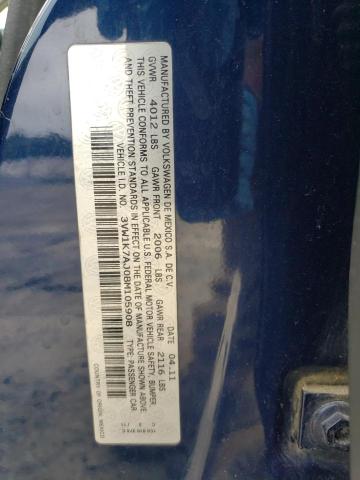 MANUFACTURED BY VOLKSWAGEN DE MEXICO S.A. DE C.V. DATE 04.11
GVWR 4012 LBS GAWR FRONT 2006 LBS GAWR REAR 2116 LBS
THIS VEHICLE CONFORMS TO ALL APPLICABLE U.S. FEDERAL MOTOR VEHICLE SAFETY, BUMPER
AND THEFT PREVENTION STANDARDS IN EFFECT ON THE DATE OF MANUFACTURE SHOWN ABOVE.
VEHICLE I.D. NO. 3VW1K7AJ0BM105908 TYPE: PASSENGER CAR
COUNTRY OF ORIGIN: MEXICO